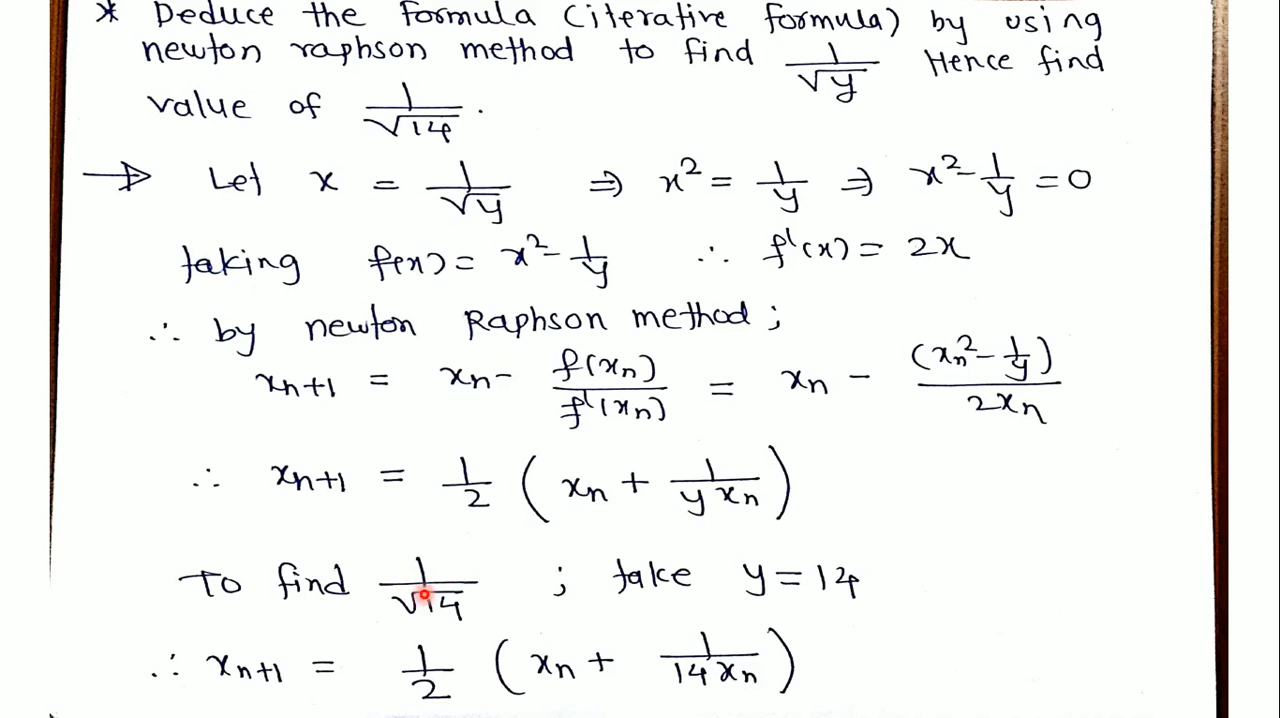 * Deduce the formula (iterative formula) by using
newton raphson method to find 1/√y Hence find
value of 1/√14 .
→ Let x = 1/√y ⇒ x² = 1/y ⇒ x² - 1/y = 0
taking f(x) = x² - 1/y ∴ f'(x) = 2x
∴ by newton Raphson method;
xₙ₊₁ = xₙ - f(xₙ)/f'(xₙ) = xₙ - (xₙ² - 1/y)/2xₙ
∴ xₙ₊₁ = 1/2 (xₙ + 1/(y xₙ))
To find 1/√14 ; take y = 14
∴ xₙ₊₁ = 1/2 (xₙ + 1/(14xₙ))